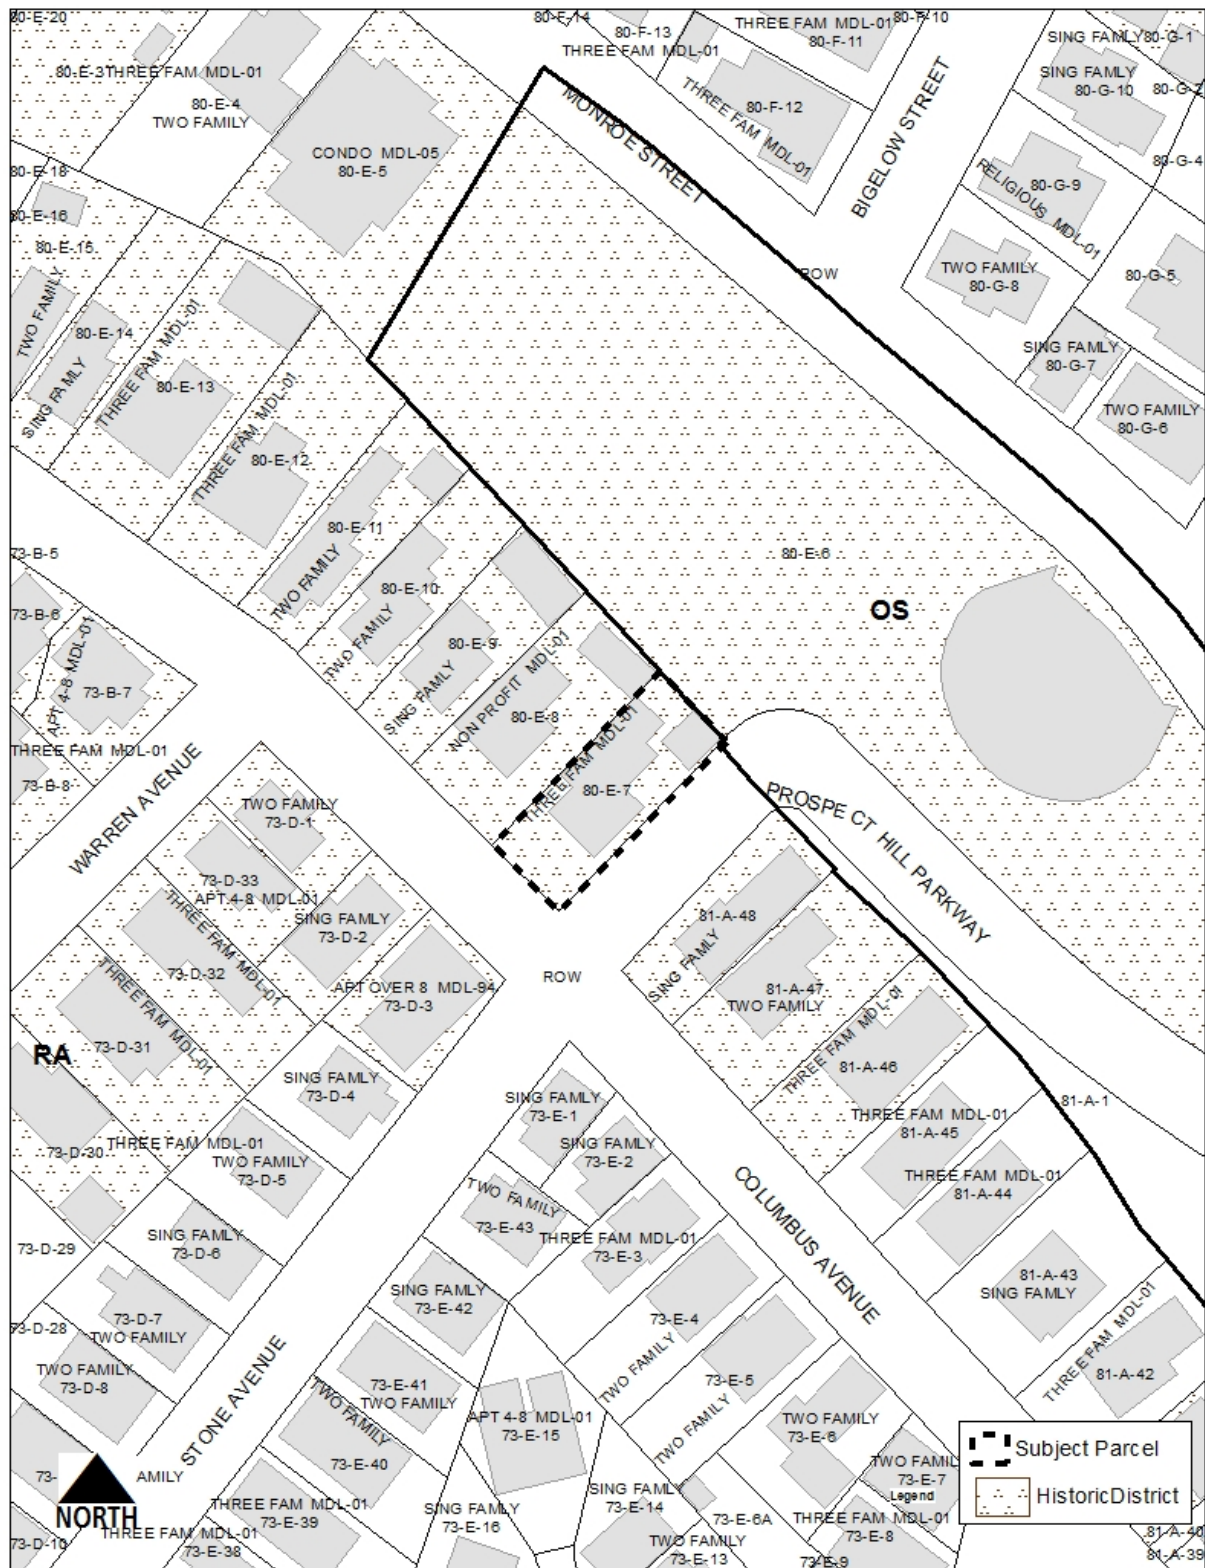 80-E-20
80-E-14
80-F-13
THREE FAM MDL-01
THREE FAM MDL-01
80-F-11
80-F-10
SING FAMLY
80-G-1
80-E-3
THREE FAM MDL-01
80-E-4
TWO FAMILY
CONDO MDL-05
80-E-5
MONROE STREET
80-F-12
THREE FAM MDL-01
BIGELOW STREET
SING FAMLY
80-G-10
80-G-2
80-G-4
80-G-9
RELIGIOUS MDL-01
80-E-18
80-E-16
80-E-15
ROW
TWO FAMILY
80-G-8
80-G-5
SING FAMLY
80-G-7
TWO FAMILY
80-G-6
TWO FAMILY
80-E-14
SING FAMLY
THREE FAM MDL-01
80-E-13
THREE FAM MDL-01
80-E-12
80-E-11
TWO FAMILY
80-E-10
TWO FAMILY
80-E-9
SING FAMLY
NON PROFIT MDL-01
80-E-8
THREE FAM MDL-01
80-E-7
80-E-6
OS
73-B-5
73-B-6
APT 4-8 MDL-01
73-B-7
THREE FAM MDL-01
73-B-8
WARREN AVENUE
PROSPECT HILL PARKWAY
TWO FAMILY
73-D-1
73-D-33
APT 4-8 MDL-01
SING FAMLY
73-D-2
THREE FAM MDL-01
73-D-32
APT OVER 8 MDL-94
73-D-3
ROW
THREE FAM MDL-01
73-D-31
RA
81-A-48
SING FAMLY
81-A-47
TWO FAMILY
THREE FAM MDL-01
81-A-46
THREE FAM MDL-01
81-A-45
81-A-1
THREE FAM MDL-01
81-A-44
81-A-43
SING FAMLY
THREE FAM MDL-01
81-A-42
SING FAMLY
73-D-4
THREE FAM MDL-01
73-D-30
TWO FAMILY
73-D-5
SING FAMLY
73-D-6
73-D-29
73-D-7
TWO FAMILY
73-D-28
TWO FAMILY
73-D-8
STONE AVENUE
COLUMBUS AVENUE
SING FAMLY
73-E-1
SING FAMLY
73-E-2
TWO FAMILY
73-E-43
THREE FAM MDL-01
73-E-3
SING FAMLY
73-E-42
73-E-4
TWO FAMILY
73-E-5
TWO FAMILY
73-E-41
TWO FAMILY
TWO FAMILY
73-E-40
APT 4-8 MDL-01
73-E-15
TWO FAMILY
73-E-6
TWO FAMIL
73-E-7
73-
AMILY
NORTH
THREE FAM MDL-01
73-E-39
THREE FAM MDL-01
73-E-38
73-D-10
SING FAMLY
73-E-16
SING FAMLY
73-E-14
73-E-6A
TWO FAMILY
73-E-13
THREE FAM MDL-01
73-E-8
73-E-9
Legend
Subject Parcel
HistoricDistrict
81-A-40
81-A-39